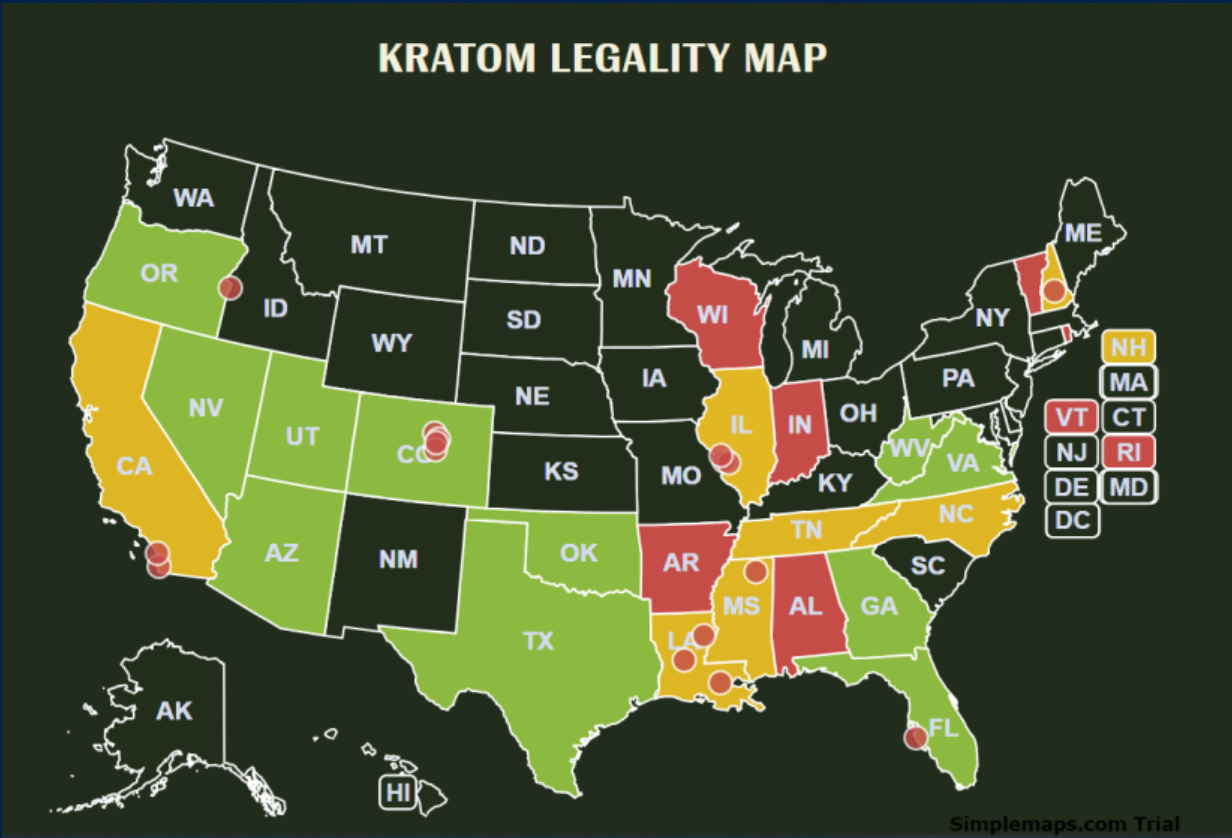 KRATOM LEGALITY MAP
WA
MT
ND
MN
ME
OR
ID
SD
WI
NY
WY
MI
NH
IA
PA
MA
NE
NV
OH
VT
CT
UT
CO
IL
IN
WV
VA
NJ
RI
CA
KS
MO
KY
DE
MD
NC
DC
TN
AZ
NM
OK
AR
SC
MS
AL
GA
TX
LA
AK
FL
HI
Simplemaps.com Trial